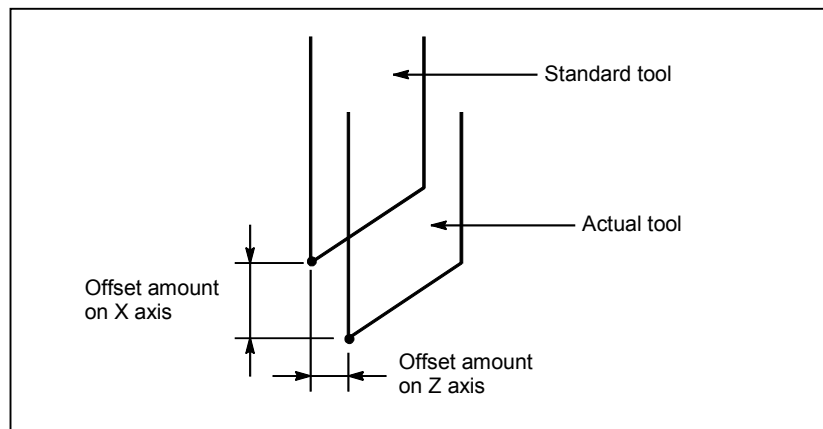 Standard tool
Actual tool
Offset amount
on X axis
Offset amount
on Z axis